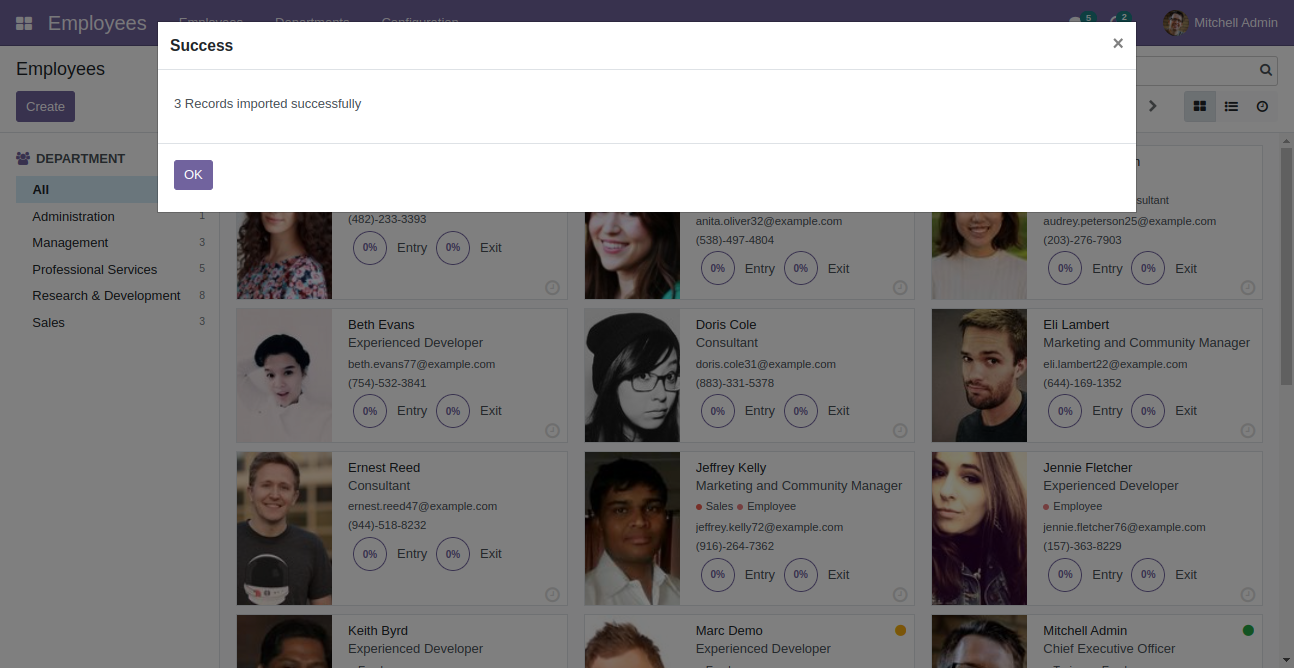 Employees
Employees Departments Configuration
5
2
Mitchell Admin
Success
×
3 Records imported successfully
OK
Employees
Create
DEPARTMENT
All
Administration 1
Management 3
Professional Services 5
Research & Development 8
Sales 3
(482)-233-3393
0% Entry 0% Exit
anita.oliver32@example.com
(538)-497-4804
0% Entry 0% Exit
audrey.peterson25@example.com
(203)-276-7903
0% Entry 0% Exit
Beth Evans
Experienced Developer
beth.evans77@example.com
(754)-532-3841
0% Entry 0% Exit
Doris Cole
Consultant
doris.cole31@example.com
(883)-331-5378
0% Entry 0% Exit
Eli Lambert
Marketing and Community Manager
eli.lambert22@example.com
(644)-169-1352
0% Entry 0% Exit
Ernest Reed
Consultant
ernest.reed47@example.com
(944)-518-8232
0% Entry 0% Exit
Jeffrey Kelly
Marketing and Community Manager
Sales Employee
jeffrey.kelly72@example.com
(916)-264-7362
0% Entry 0% Exit
Jennie Fletcher
Experienced Developer
Employee
jennie.fletcher76@example.com
(157)-363-8229
0% Entry 0% Exit
Keith Byrd
Experienced Developer
Marc Demo
Experienced Developer
Mitchell Admin
Chief Executive Officer